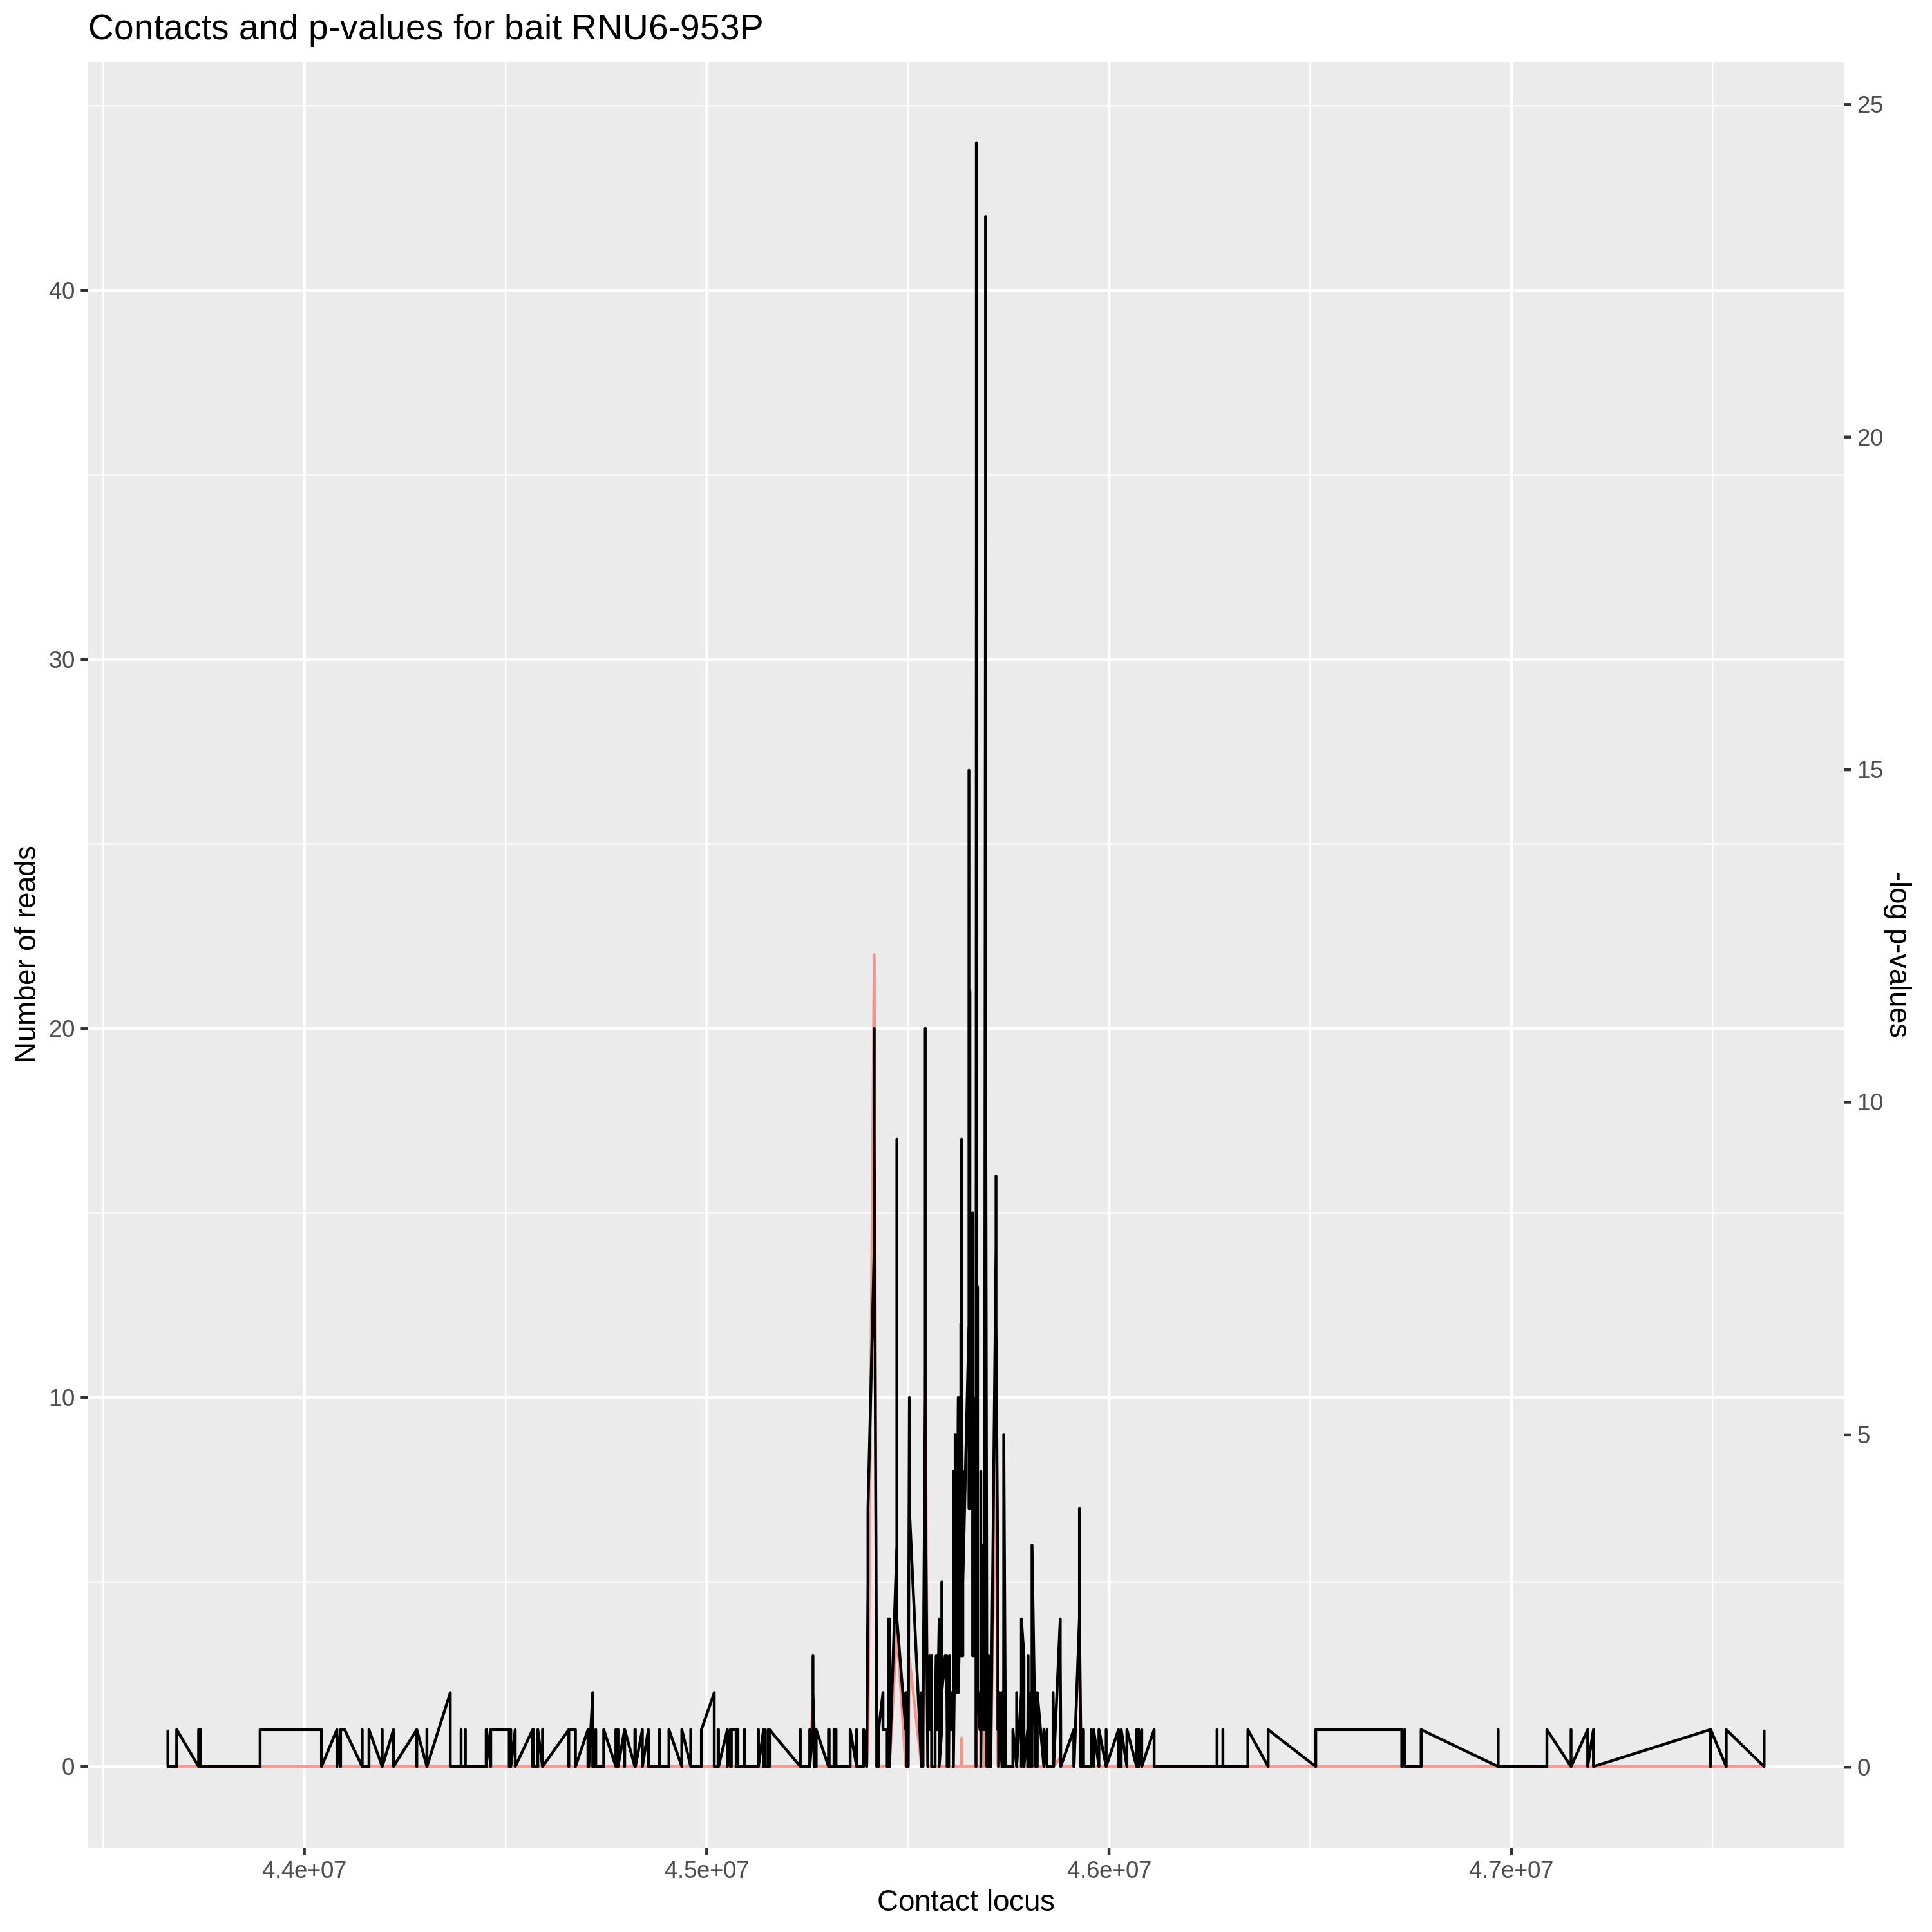 Contacts and p-values for bait RNU6-953P
Number of reads
40
30
20
10
0
25
20
15
10
5
0
-log p-values
4.4e+07
4.5e+07
4.6e+07
4.7e+07
Contact locus